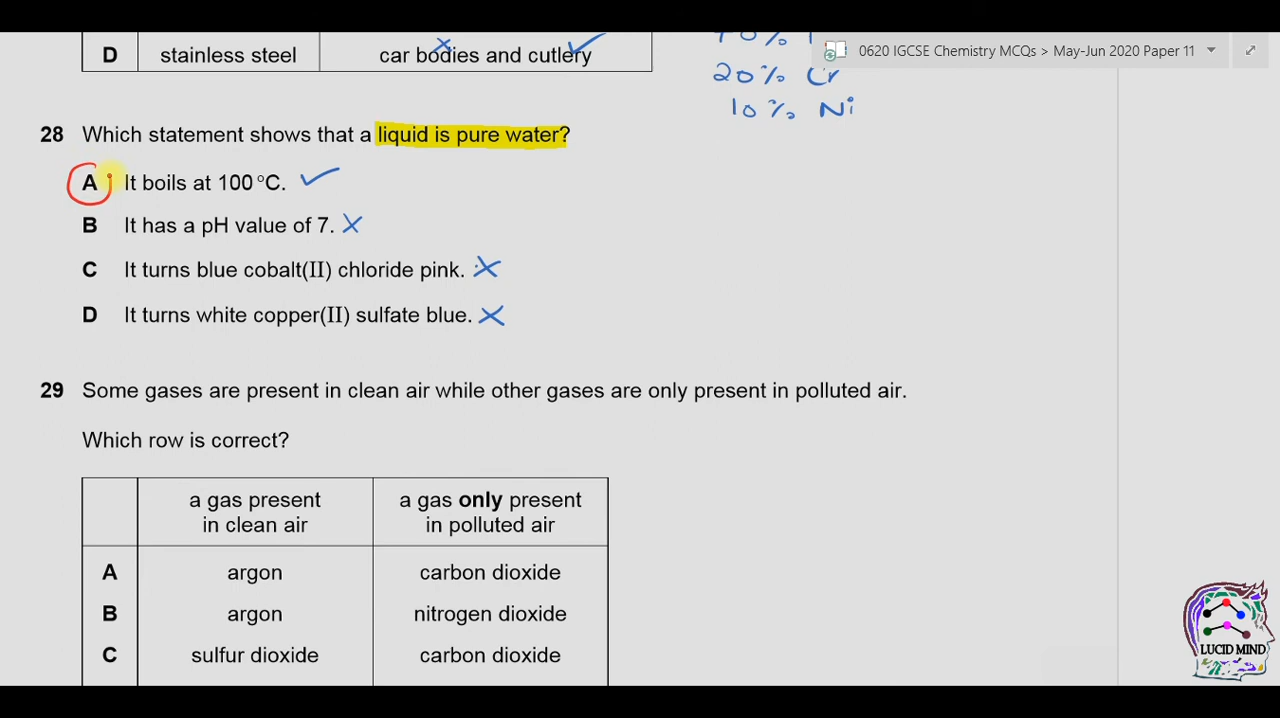 D stainless steel car bodies and cutlery
0620 IGCSE Chemistry MCQs > May-Jun 2020 Paper 11
20% Cr
10% Ni
28 Which statement shows that a liquid is pure water?
A It boils at 100 °C.
B It has a pH value of 7.
C It turns blue cobalt(II) chloride pink.
D It turns white copper(II) sulfate blue.
29 Some gases are present in clean air while other gases are only present in polluted air.
Which row is correct?
a gas present a gas only present
in clean air in polluted air
A argon carbon dioxide
B argon nitrogen dioxide
C sulfur dioxide carbon dioxide
LUCID MIND